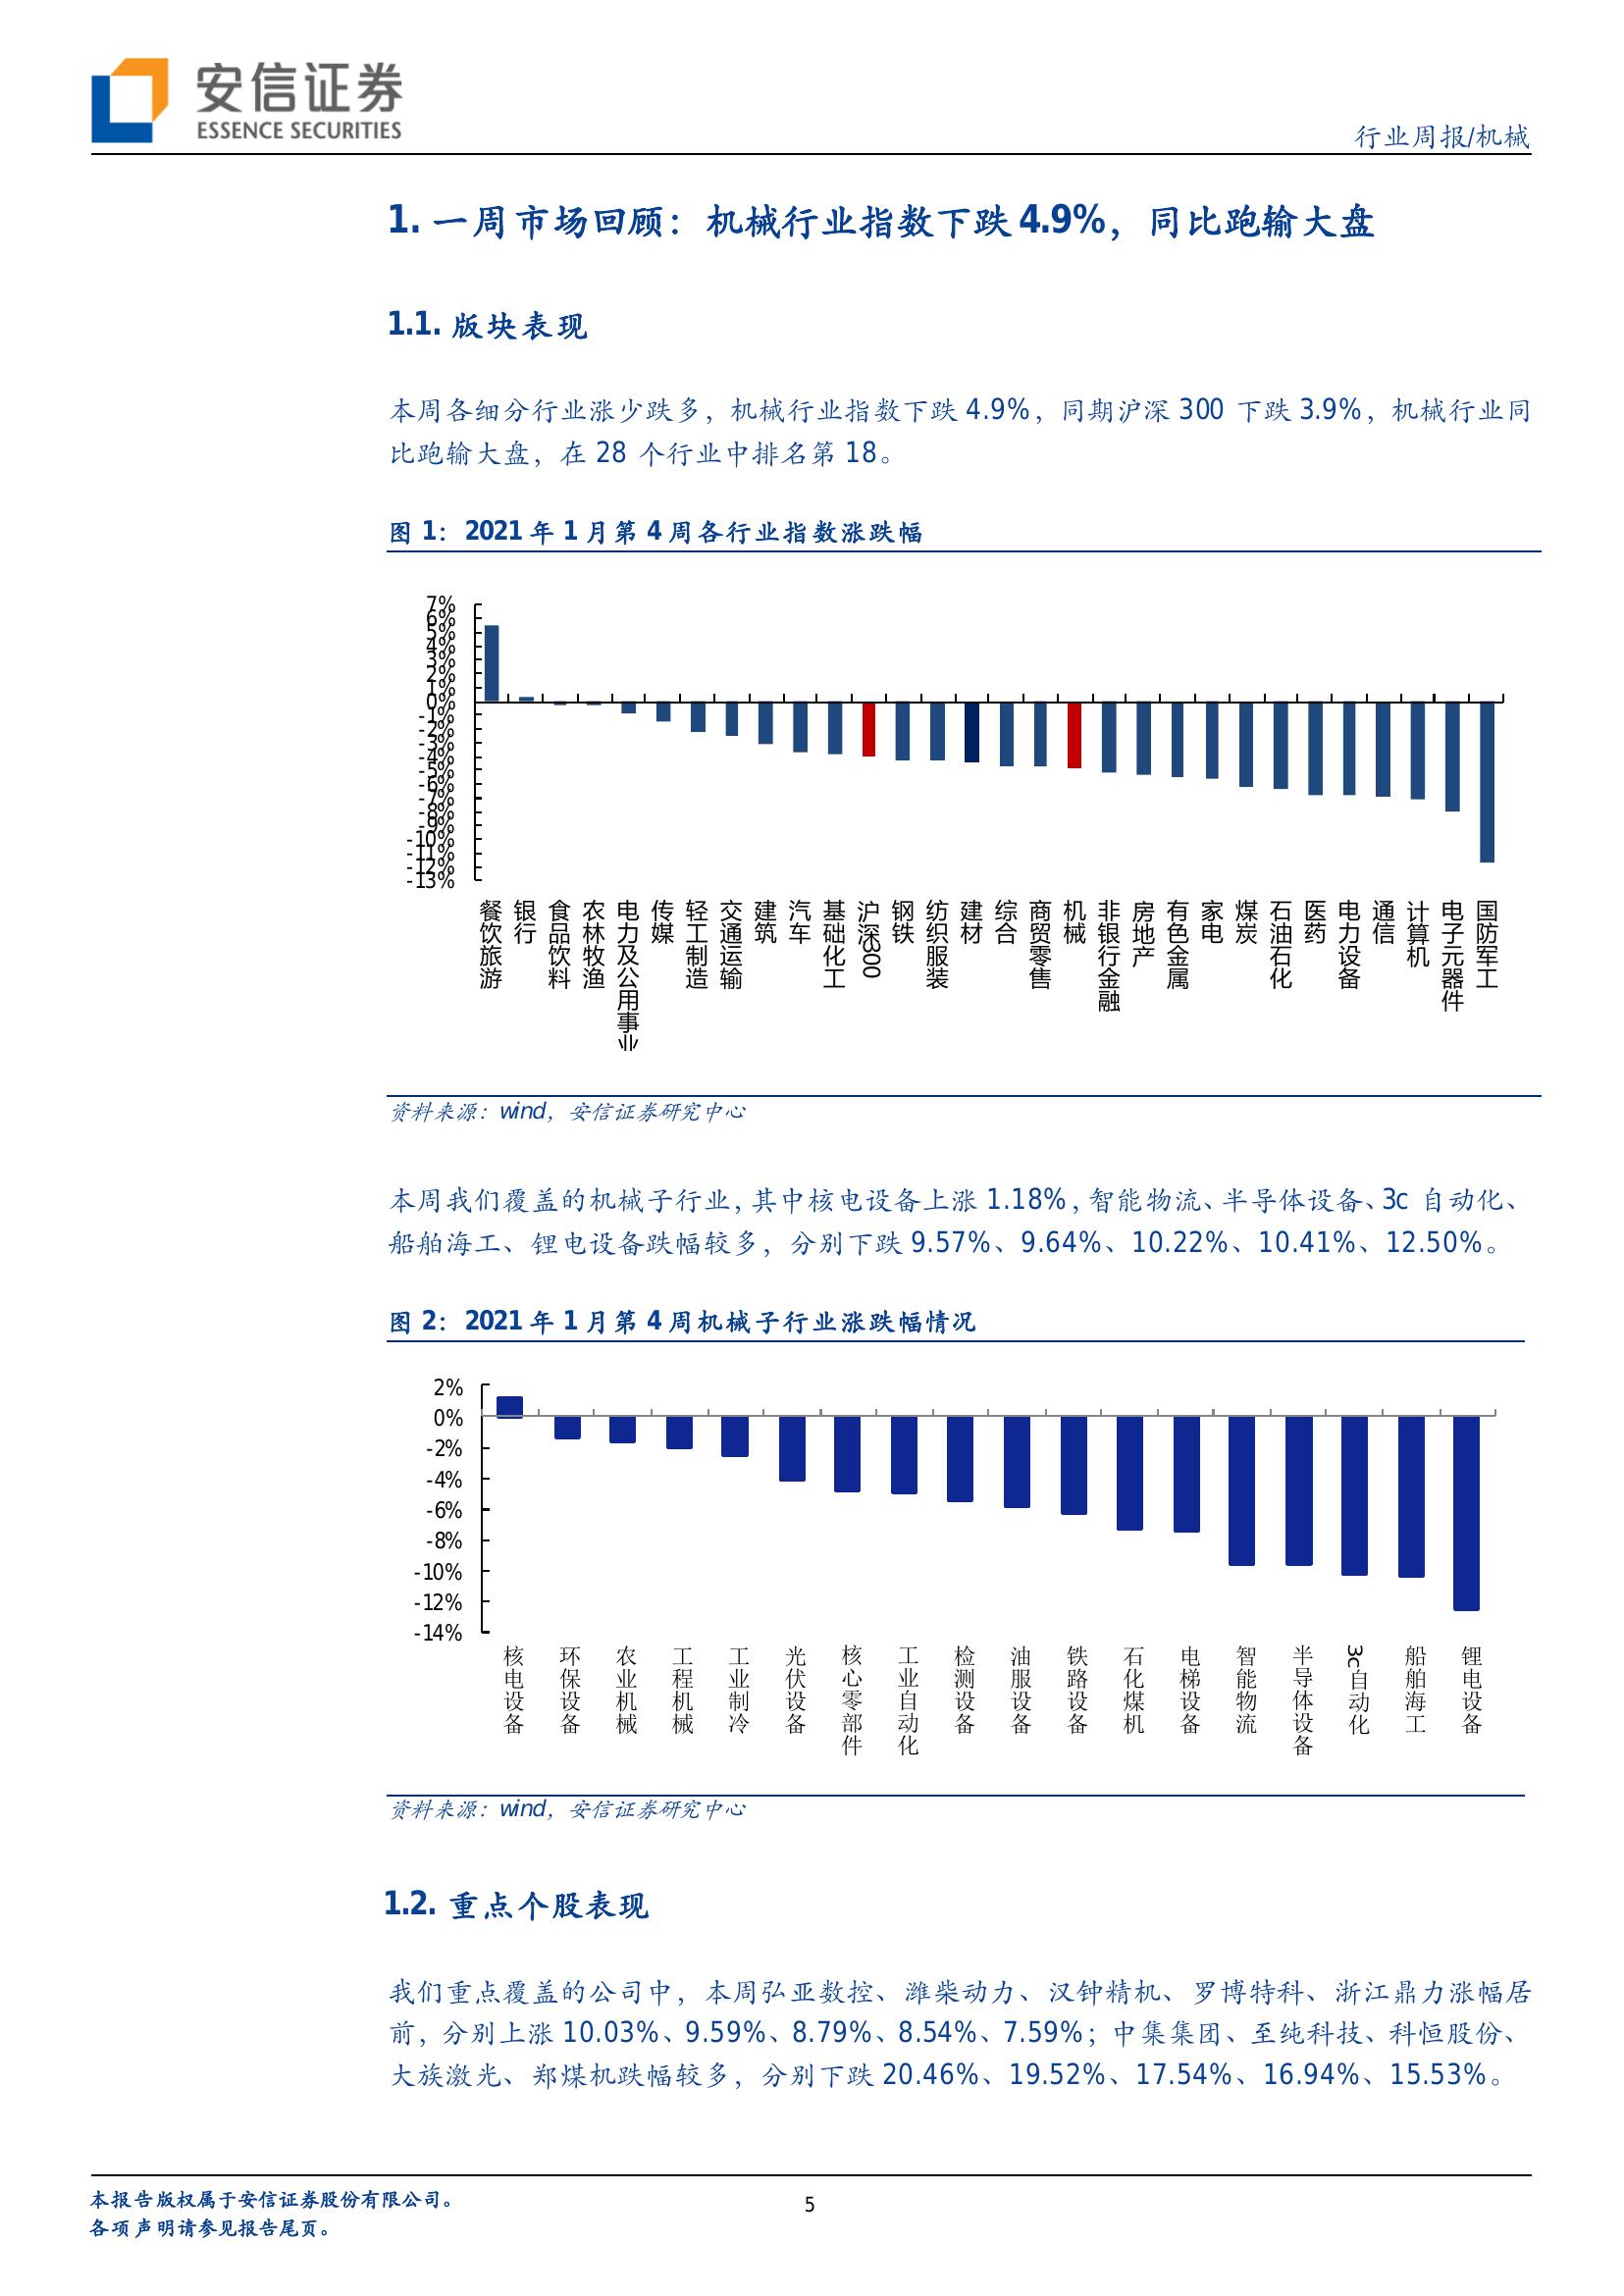 安信证券
ESSENCE SECURITIES
行业周报/机械
1. 一周市场回顾：机械行业指数下跌 4.9%，同比跑输大盘
1.1. 版块表现
本周各细分行业涨少跌多，机械行业指数下跌 4.9%，同期沪深 300 下跌 3.9%，机械行业同
比跑输大盘，在 28 个行业中排名第 18。
图 1：2021 年 1 月第 4 周各行业指数涨跌幅
7%
6%
5%
4%
3%
2%
1%
0%
-1%
-2%
-3%
-4%
-5%
-6%
-7%
-8%
-9%
-10%
-11%
-12%
-13%
餐饮旅游
银行
食品饮料
农林牧渔
电力及公用事业
传媒
轻工制造
交通运输
建筑
汽车
基础化工
沪深300
钢铁
纺织服装
建材
综合
商贸零售
机械
非银行金融
房地产
有色金属
家电
煤炭
石油石化
医药
电力设备
通信
计算机
电子元器件
国防军工
资料来源：wind，安信证券研究中心
本周我们覆盖的机械子行业，其中核电设备上涨 1.18%，智能物流、半导体设备、3c 自动化、
船舶海工、锂电设备跌幅较多，分别下跌 9.57%、9.64%、10.22%、10.41%、12.50%。
图 2：2021 年 1 月第 4 周机械子行业涨跌幅情况
2%
0%
-2%
-4%
-6%
-8%
-10%
-12%
-14%
核电设备
环保设备
农业机械
工程机械
工业制冷
光伏设备
核心零部件
工业自动化
检测设备
油服设备
铁路设备
石化煤机
电梯设备
智能物流
半导体设备
3c自动化
船舶海工
锂电设备
资料来源：wind，安信证券研究中心
1.2. 重点个股表现
我们重点覆盖的公司中，本周弘亚数控、潍柴动力、汉钟精机、罗博特科、浙江鼎力涨幅居
前，分别上涨 10.03%、9.59%、8.79%、8.54%、7.59%；中集集团、至纯科技、科恒股份、
大族激光、郑煤机跌幅较多，分别下跌 20.46%、19.52%、17.54%、16.94%、15.53%。
本报告版权属于安信证券股份有限公司。
各项声明请参见报告尾页。
5